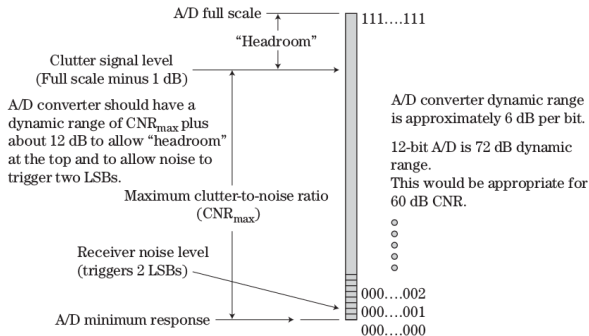 A/D full scale
111....111
“Headroom”
Clutter signal level
(Full scale minus 1 dB)
A/D converter should have a
dynamic range of CNRmax plus
about 12 dB to allow “headroom”
at the top and to allow noise to
trigger two LSBs.
A/D converter dynamic range
is approximately 6 dB per bit.
12-bit A/D is 72 dB dynamic
range.
This would be appropriate for
60 dB CNR.
Maximum clutter-to-noise ratio
(CNRmax)
Receiver noise level
(triggers 2 LSBs)
000....002
000....001
A/D minimum response
000....000